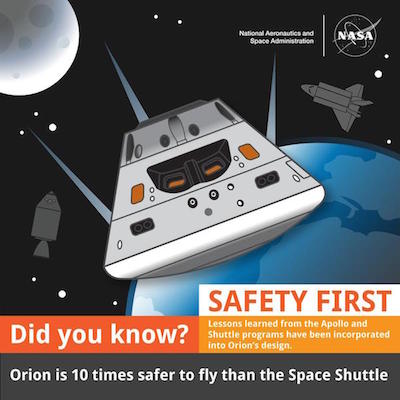 National Aeronautics and
Space Administration
NASA
SAFETY FIRST
Lessons learned from the Apollo and
Shuttle programs have been incorporated
into Orion's design.
Did you know?
Orion is 10 times safer to fly than the Space Shuttle